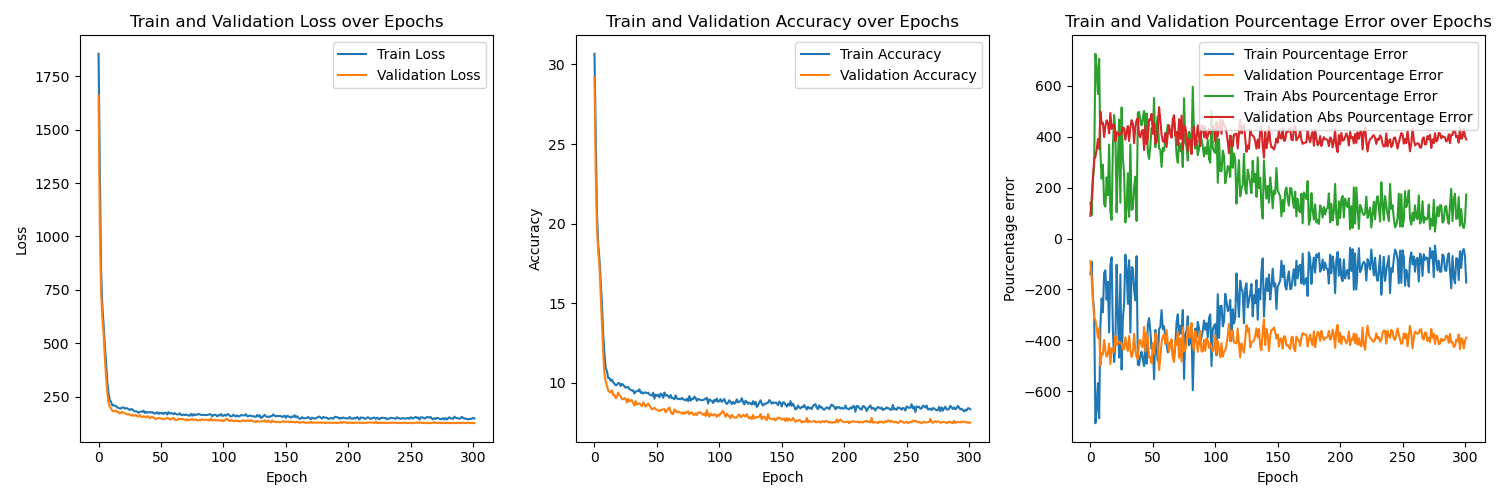 Train and Validation Loss over Epochs
Train Loss
Validation Loss
1750
1500
1250
1000
750
500
250
Loss
0
50
100
150
200
250
300
Epoch
Train and Validation Accuracy over Epochs
Train Accuracy
Validation Accuracy
30
25
20
15
10
Accuracy
0
50
100
150
200
250
300
Epoch
Train and Validation Pourcentage Error over Epochs
Train Pourcentage Error
Validation Pourcentage Error
Train Abs Pourcentage Error
Validation Abs Pourcentage Error
600
400
200
0
−200
−400
−600
Pourcentage error
0
50
100
150
200
250
300
Epoch